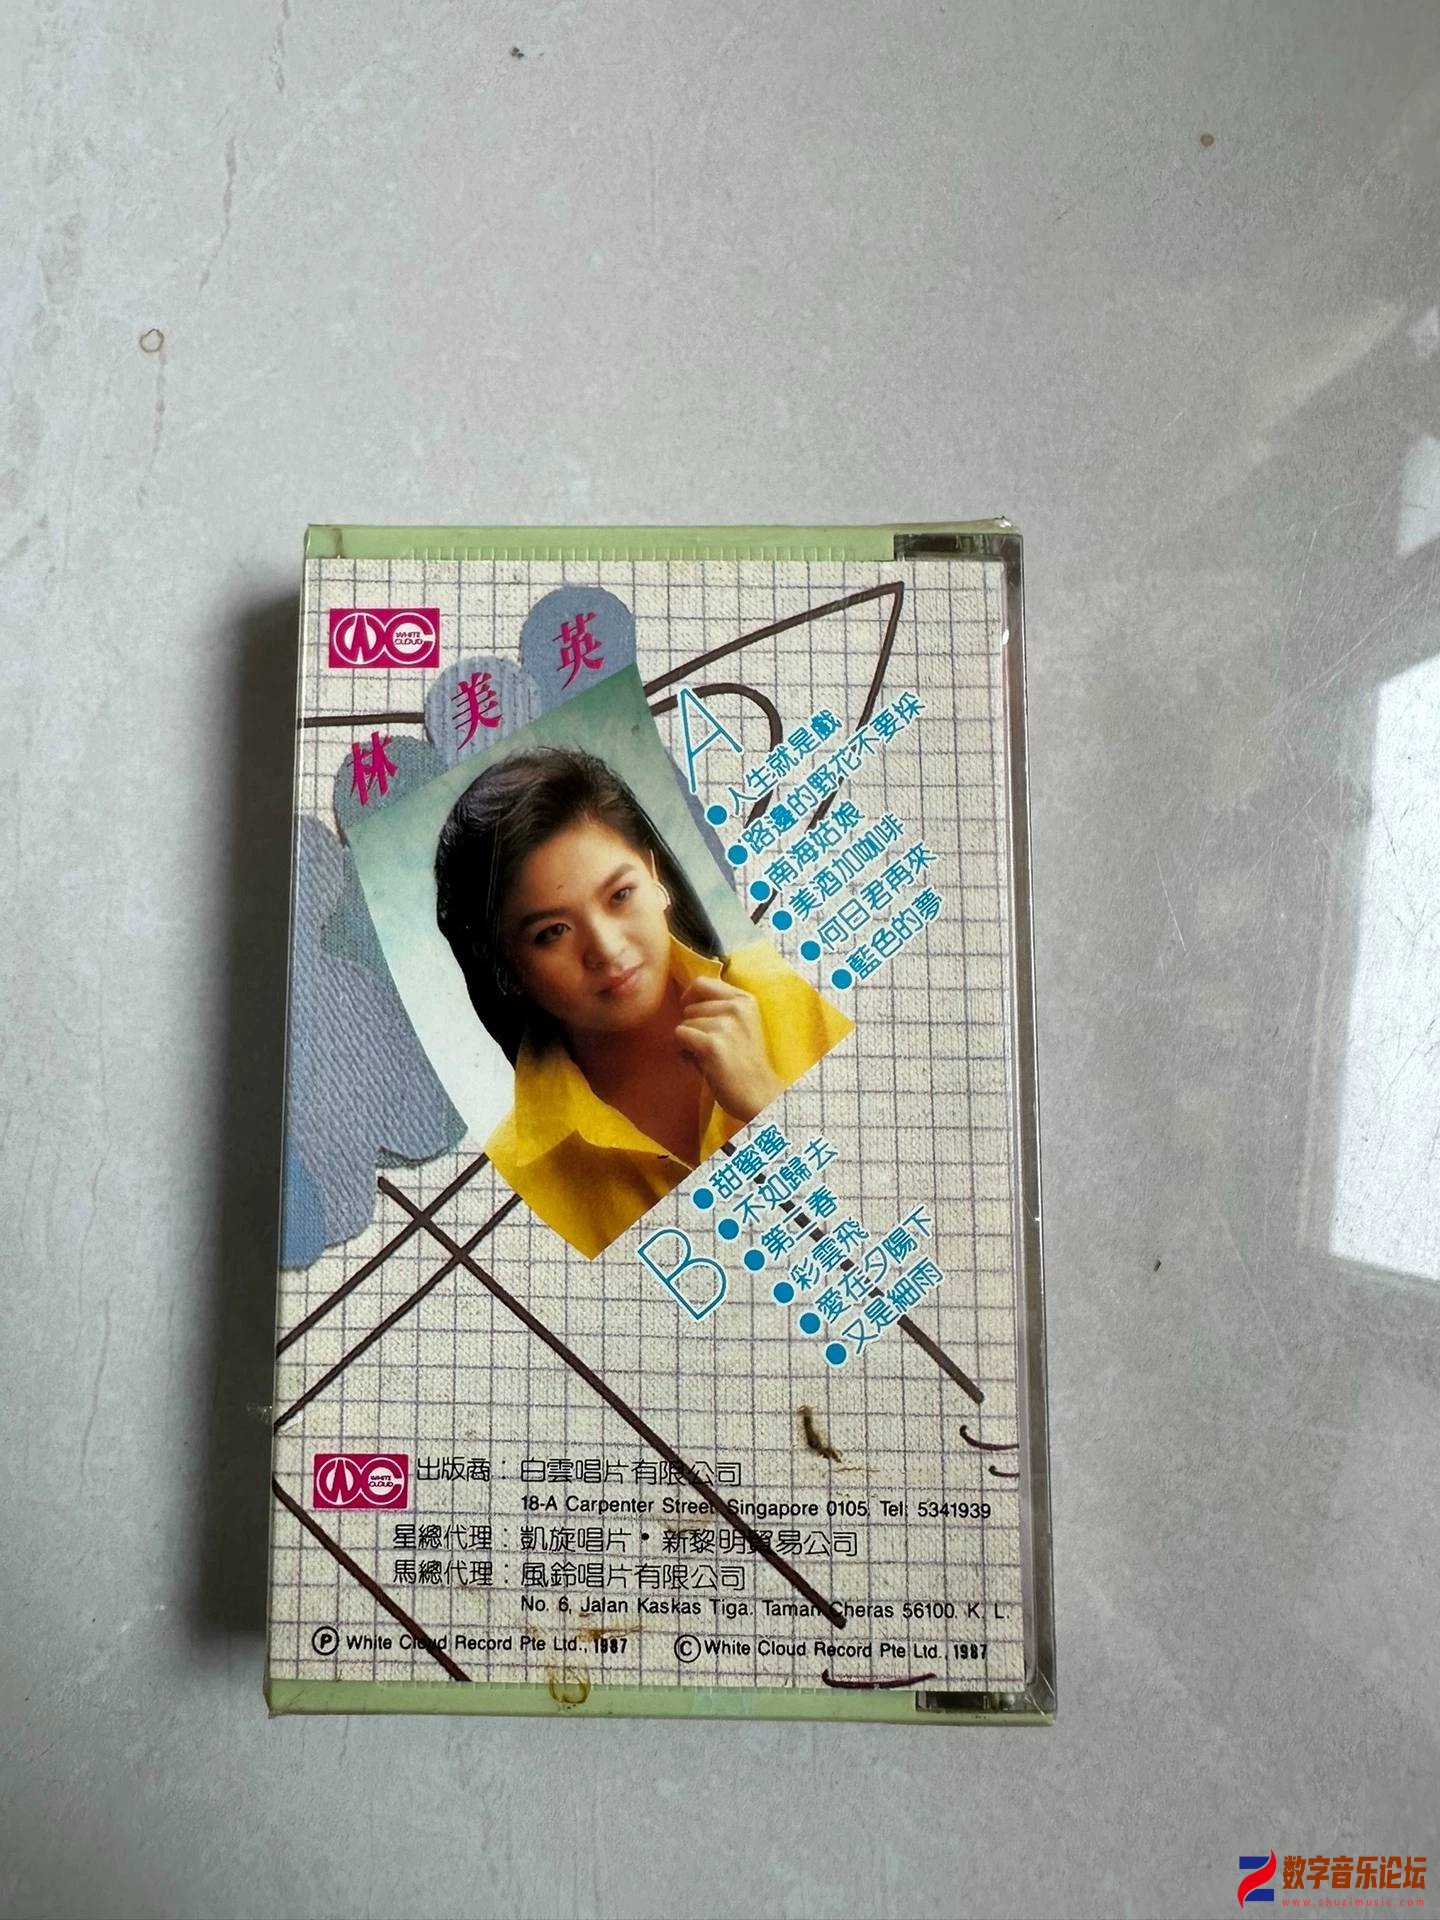 WHITE CLOUD
林美英
A
●人生就是戲
●路邊的野花不要採
●南海姑娘
●美酒加咖啡
●何日君再來
●藍色的夢
B
●甜蜜蜜
●不如歸去
●第二春
●彩雲飛
●愛在夕陽下
●又是細雨
WHITE CLOUD
出版商：白雲唱片有限公司
18-A Carpenter Street, Singapore 0105, Tel: 5341939
星總代理：凱旋唱片•新黎明貿易公司
馬總代理：風鈴唱片有限公司
No. 6, Jalan Kaskas Tiga. Taman Cheras 56100. K. L.
Ⓟ White Cloud Record Pte Ltd., 1987 Ⓒ White Cloud Record Pte Ltd., 1987
数字音乐论坛
www.shuzimusic.com